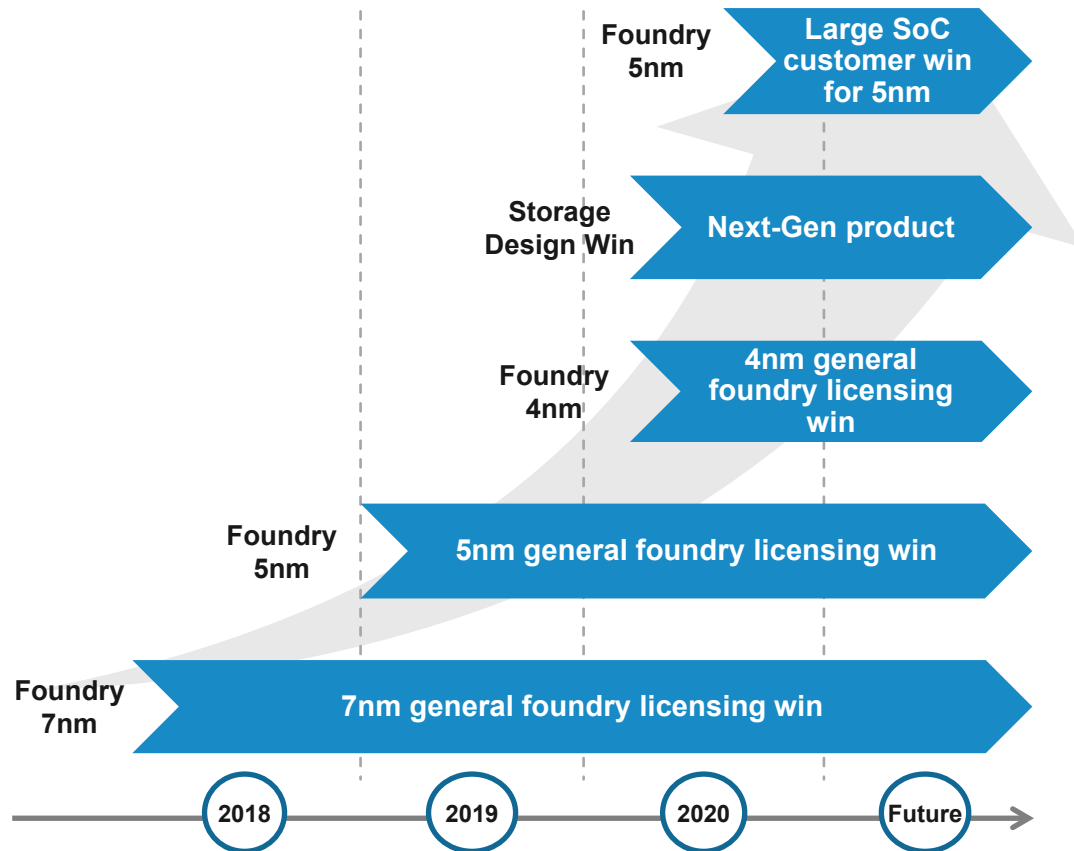 Foundry
5nm
Large SoC
customer win
for 5nm
Storage
Design Win
Next-Gen product
Foundry
4nm
4nm general
foundry licensing
win
Foundry
5nm
5nm general foundry licensing win
Foundry
7nm
7nm general foundry licensing win
2018
2019
2020
Future